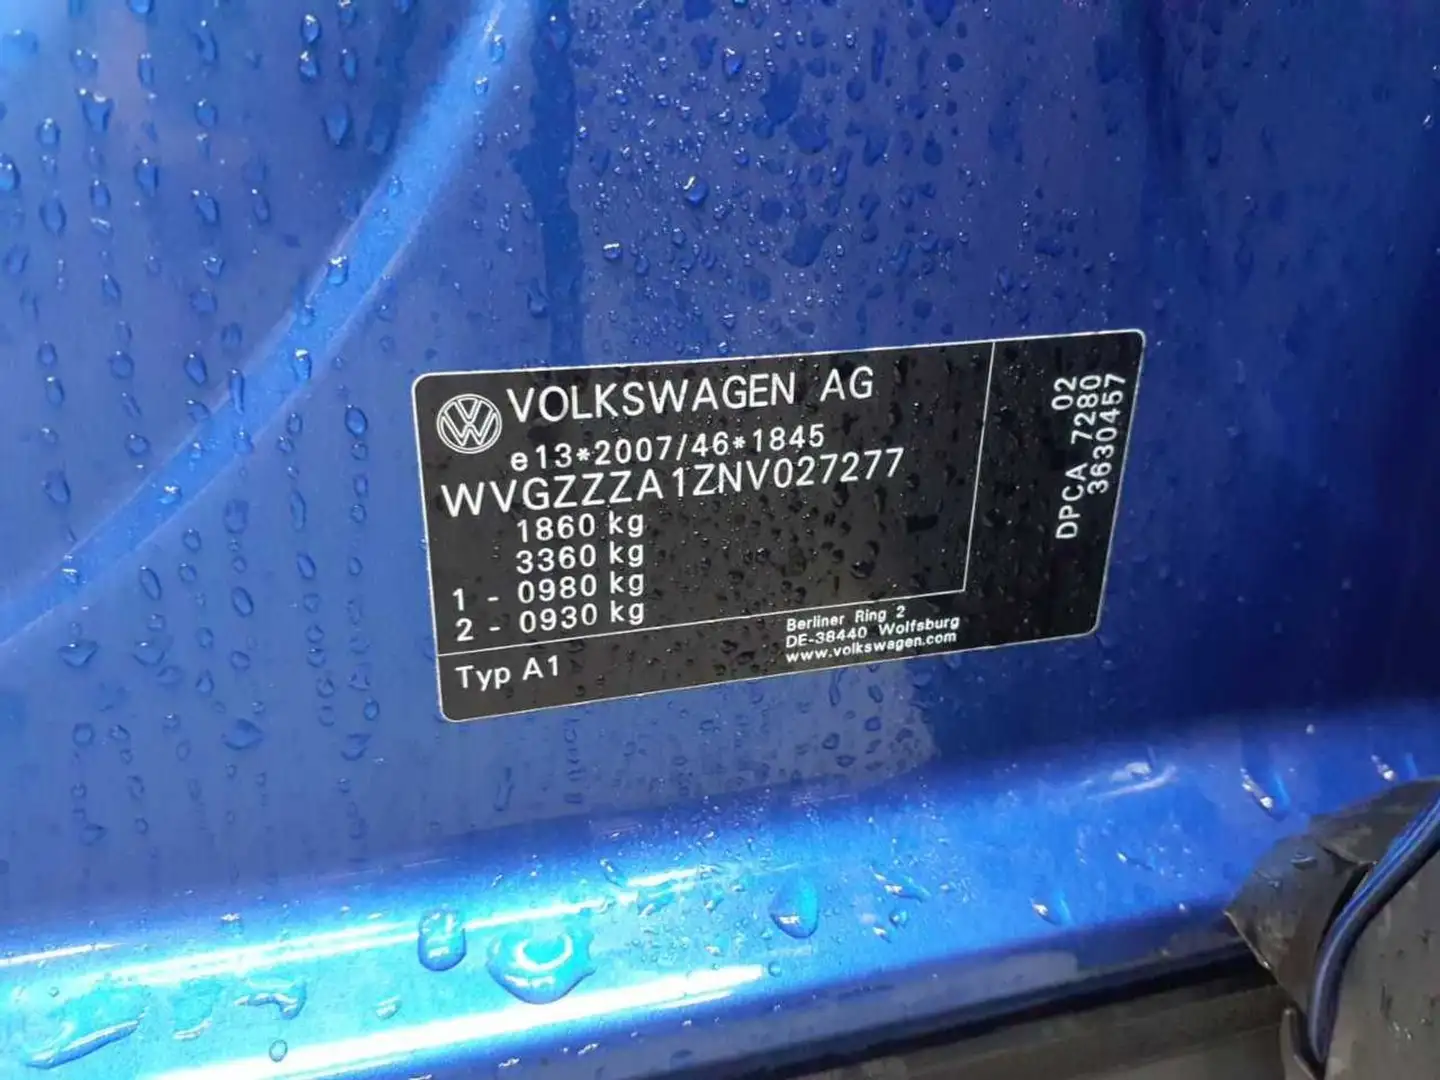 VOLKSWAGEN AG
e13*2007/46*1845
WVGZZZA1ZNV027277
1860 kg
3360 kg
1 - 0980 kg
2 - 0930 kg
Typ A1
Berliner Ring 2
DE-38440 Wolfsburg
www.volkswagen.com
02
DPCA 7280
3630457